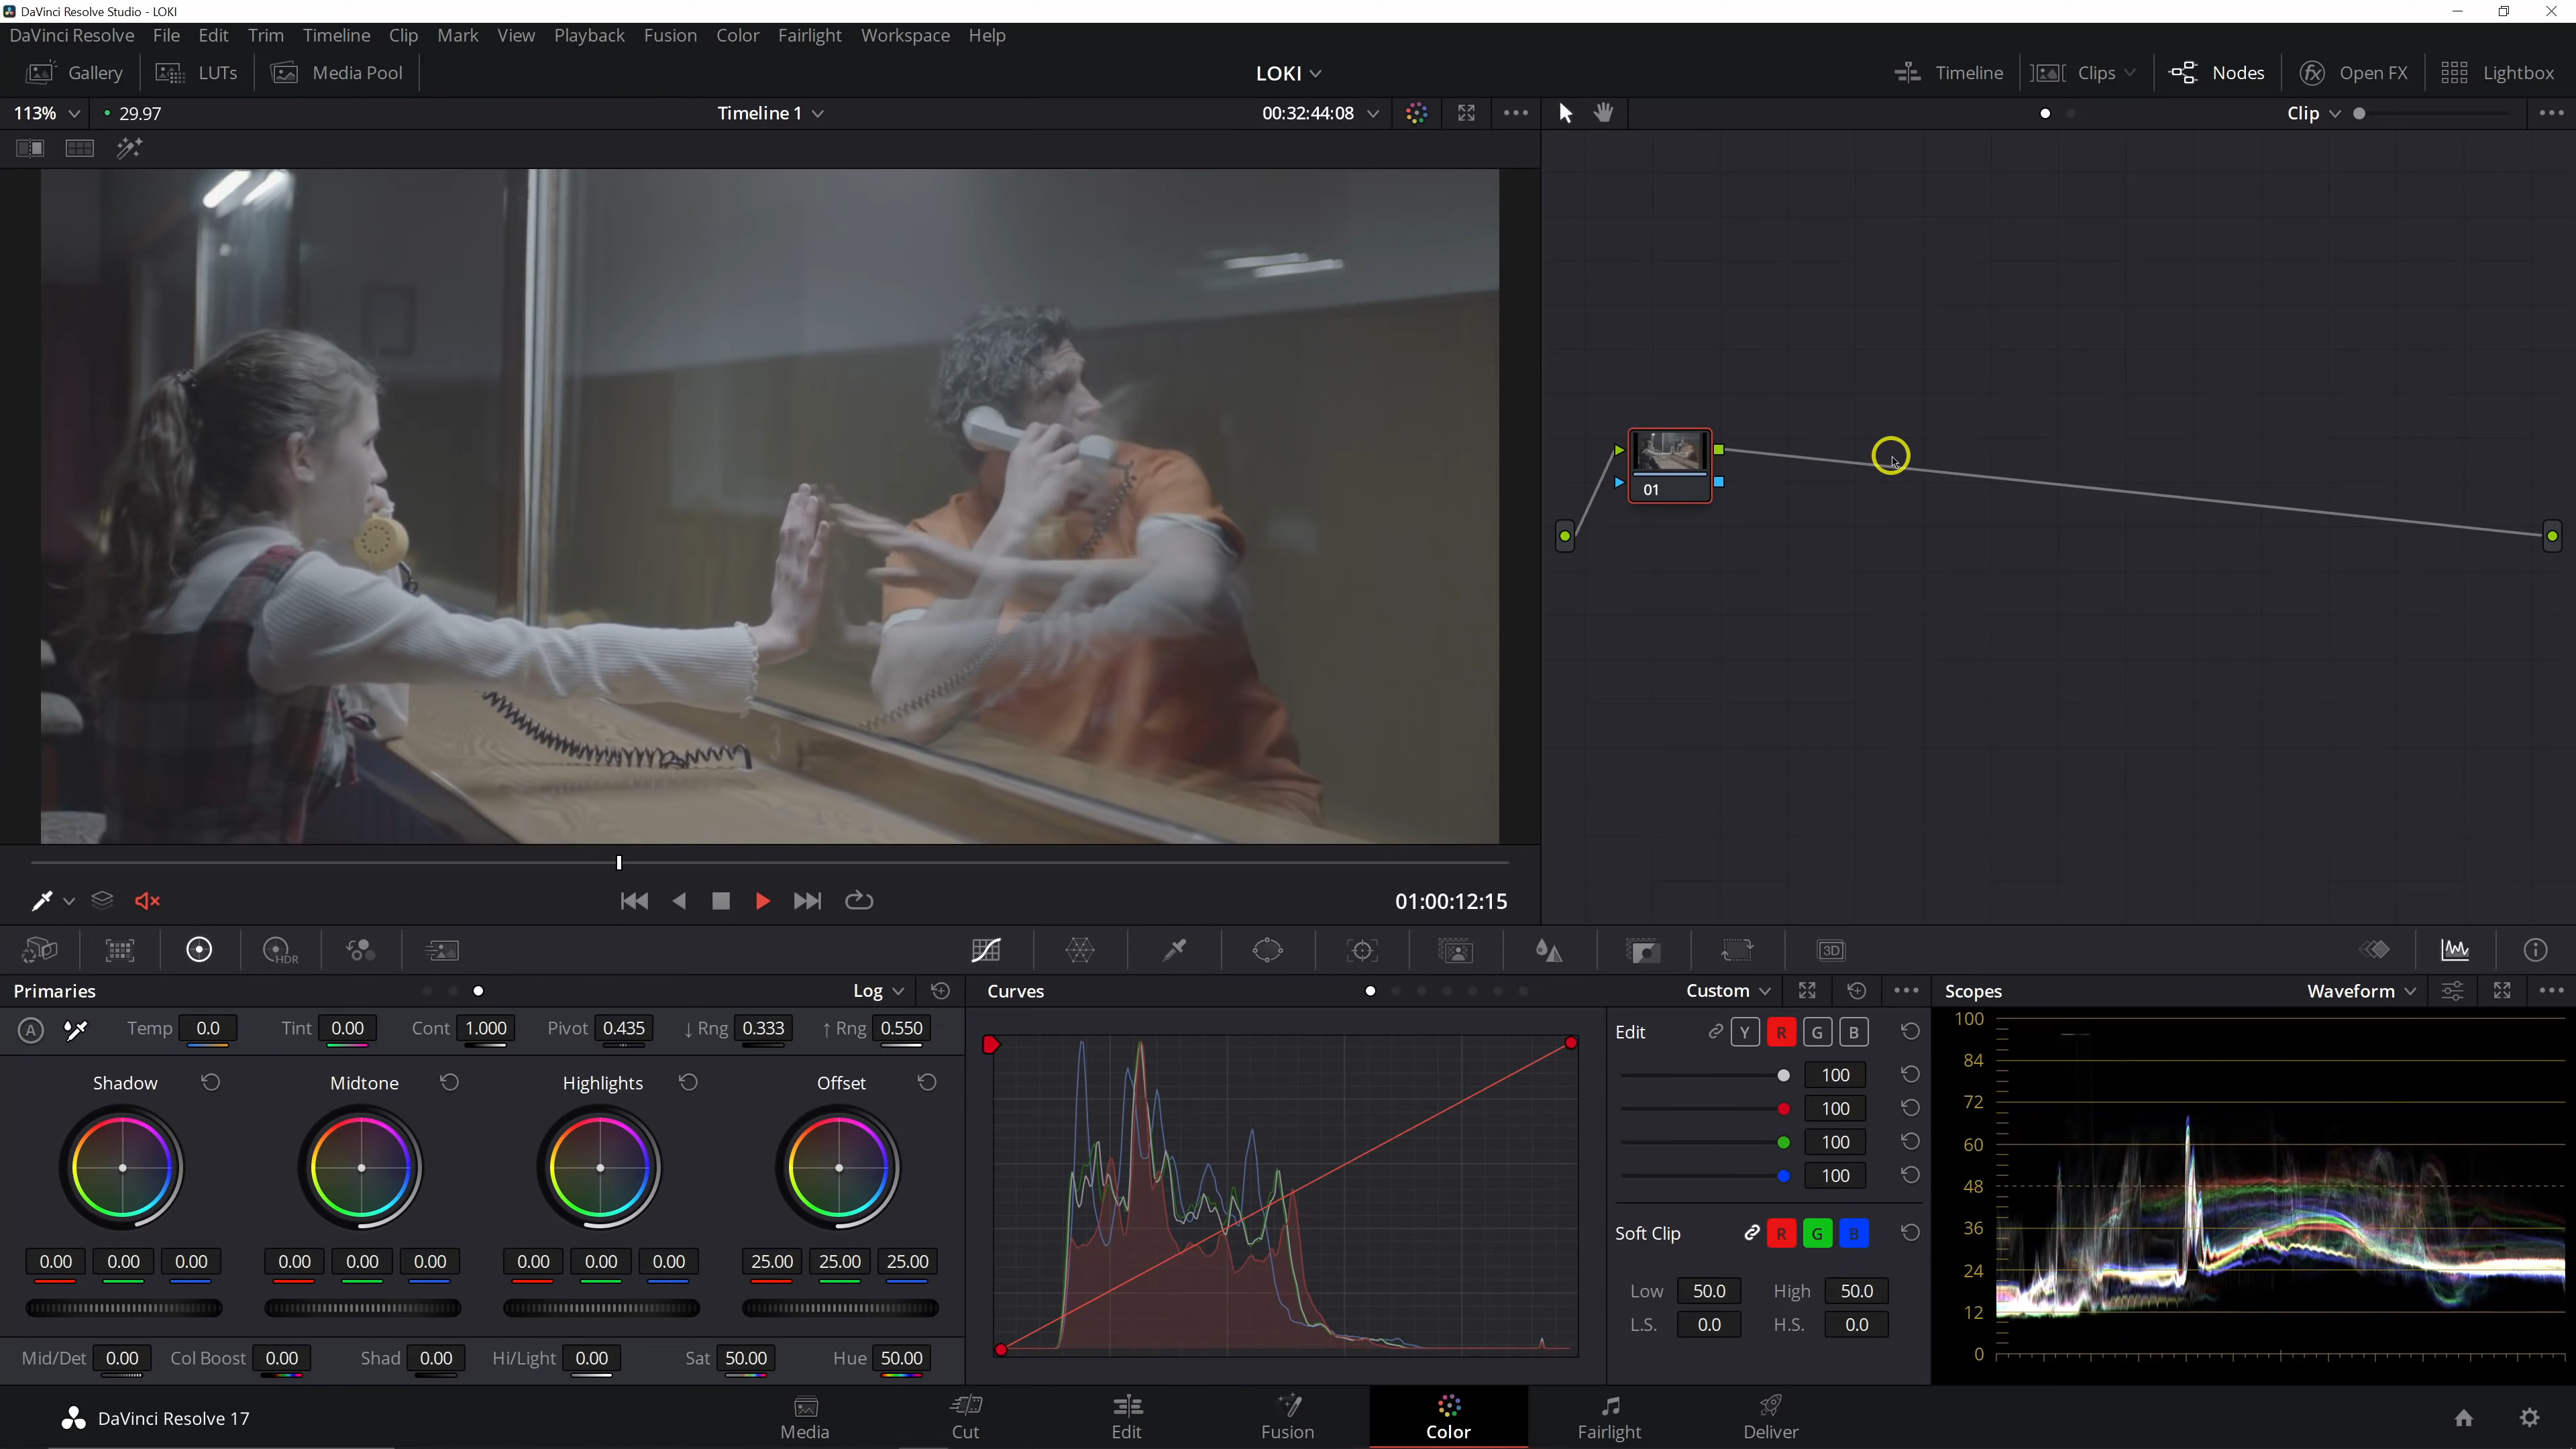 DaVinci Resolve Studio - LOKI
DaVinci Resolve File Edit Trim Timeline Clip Mark View Playback Fusion Color Fairlight Workspace Help
Gallery LUTs Media Pool LOKI Timeline Clips Nodes Open FX Lightbox
113% 29.97 Timeline 1 00:32:44:08 Clip
01
01:00:12:15
HDR 3D
Primaries Log Curves Custom Scopes Waveform
A Temp 0.0 Tint 0.00 Cont 1.000 Pivot 0.435 ↓ Rng 0.333 ↑ Rng 0.550
Shadow Midtone Highlights Offset
0.00 0.00 0.00 0.00 0.00 0.00 0.00 0.00 0.00 25.00 25.00 25.00
Mid/Det 0.00 Col Boost 0.00 Shad 0.00 Hi/Light 0.00 Sat 50.00 Hue 50.00
Edit Y R G B
100
100
100
100
Soft Clip R G B
Low 50.0 High 50.0
L.S. 0.0 H.S. 0.0
100
84
72
60
48
36
24
12
0
DaVinci Resolve 17 Media Cut Edit Fusion Color Fairlight Deliver